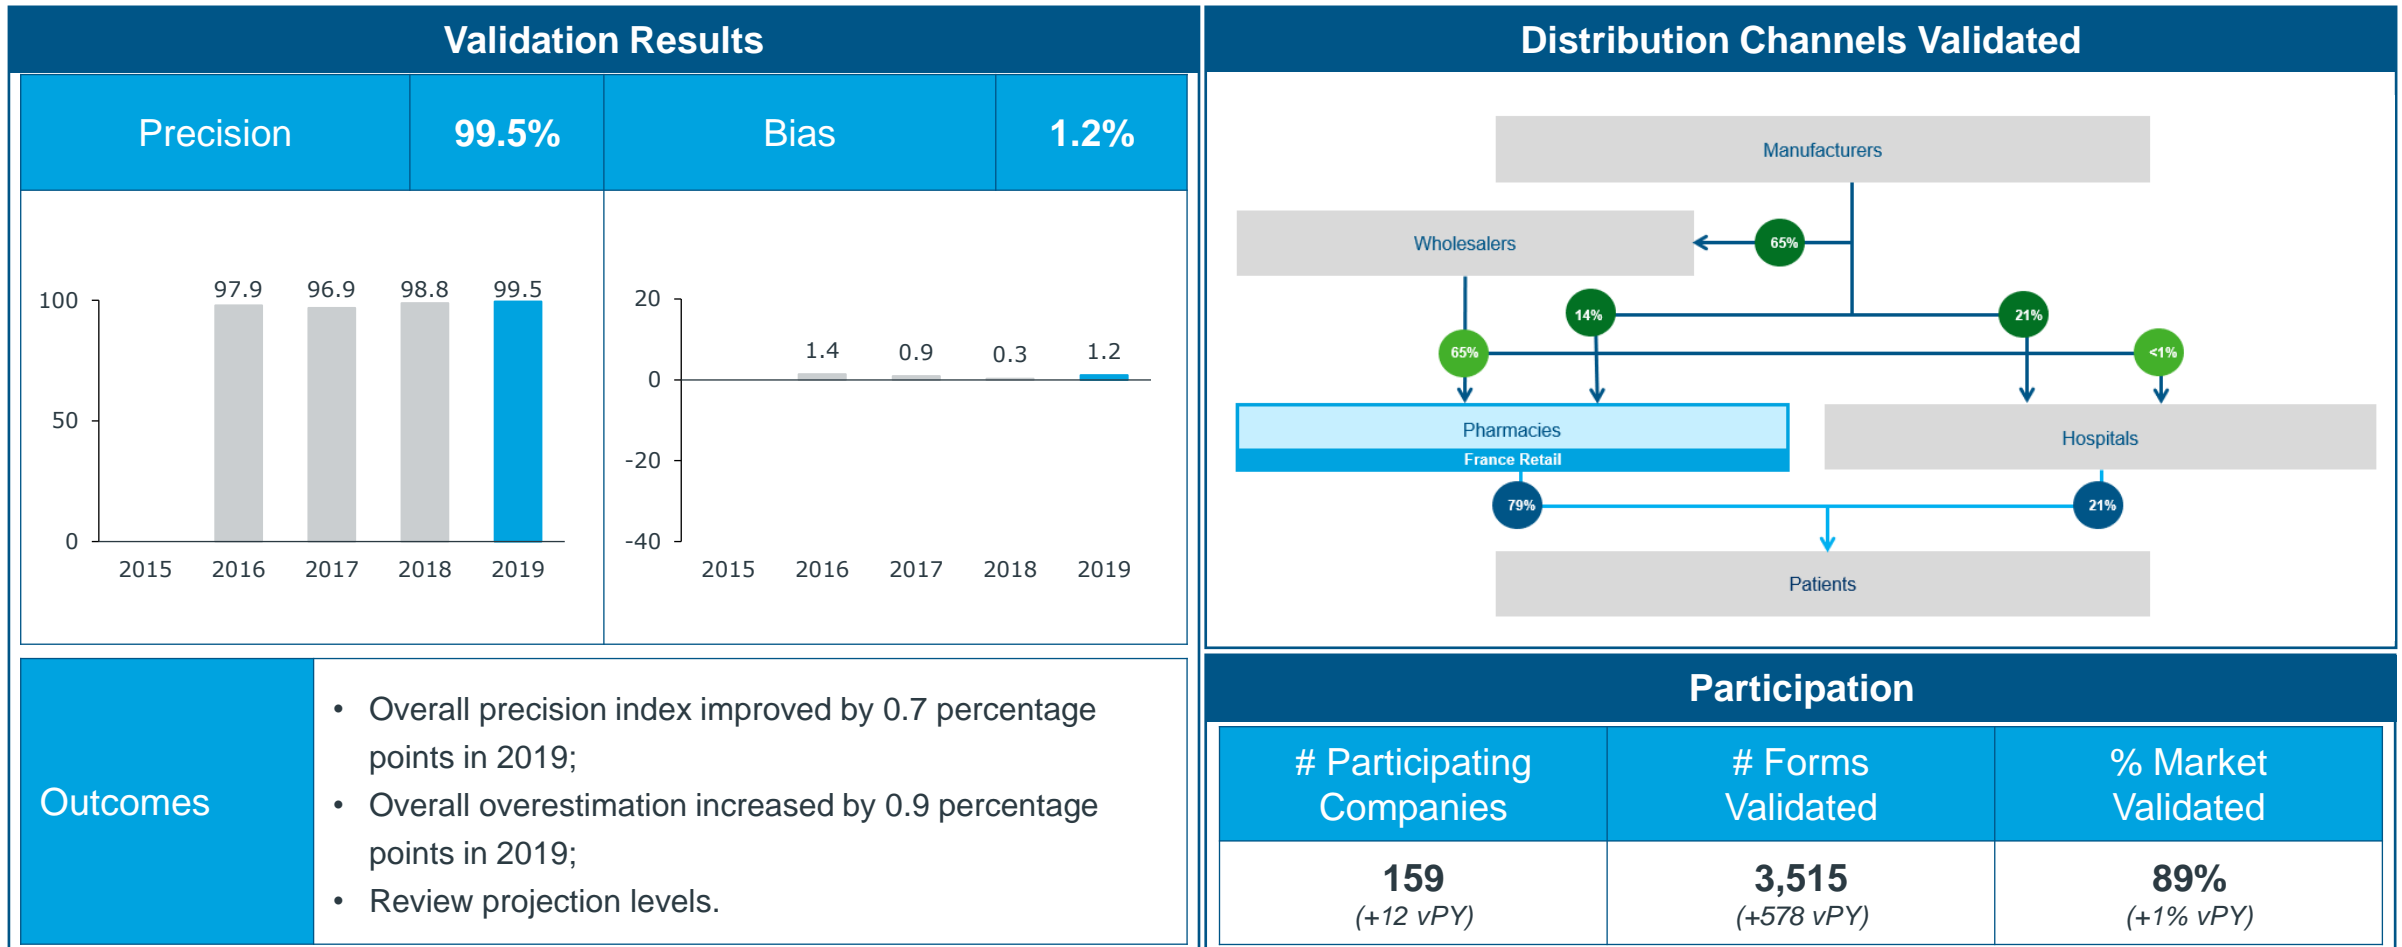 Validation Results
Precision
99.5%
Bias
1.2%
100
50
0
97.9
96.9
98.8
99.5
2015
2016
2017
2018
2019
20
0
-20
-40
1.4
0.9
0.3
1.2
2015
2016
2017
2018
2019
Outcomes
• Overall precision index improved by 0.7 percentage
points in 2019;
• Overall overestimation increased by 0.9 percentage
points in 2019;
• Review projection levels.
Distribution Channels Validated
Manufacturers
Wholesalers
65%
14%
21%
65%
<1%
Pharmacies
France Retail
Hospitals
79%
21%
Patients
Participation
# Participating
Companies
# Forms
Validated
% Market
Validated
159
(+12 vPY)
3,515
(+578 vPY)
89%
(+1% vPY)